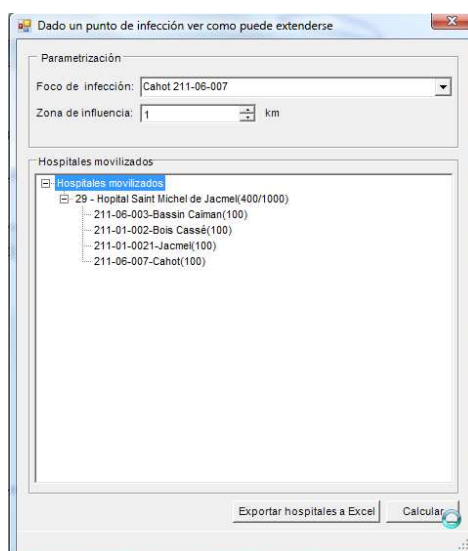 Dado un punto de infección ver como puede extenderse
Parametrización
Foco de infección: Cahot 211-06-007
Zona de influencia: 1 km
Hospitales movilizados
Hospitales movilizados
29 - Hopital Saint Michel de Jacmel(400/1000)
211-06-003-Bassin Caiman(100)
211-01-002-Bois Cassé(100)
211-01-0021-Jacmel(100)
211-06-007-Cahot(100)
Exportar hospitales a Excel Calcular